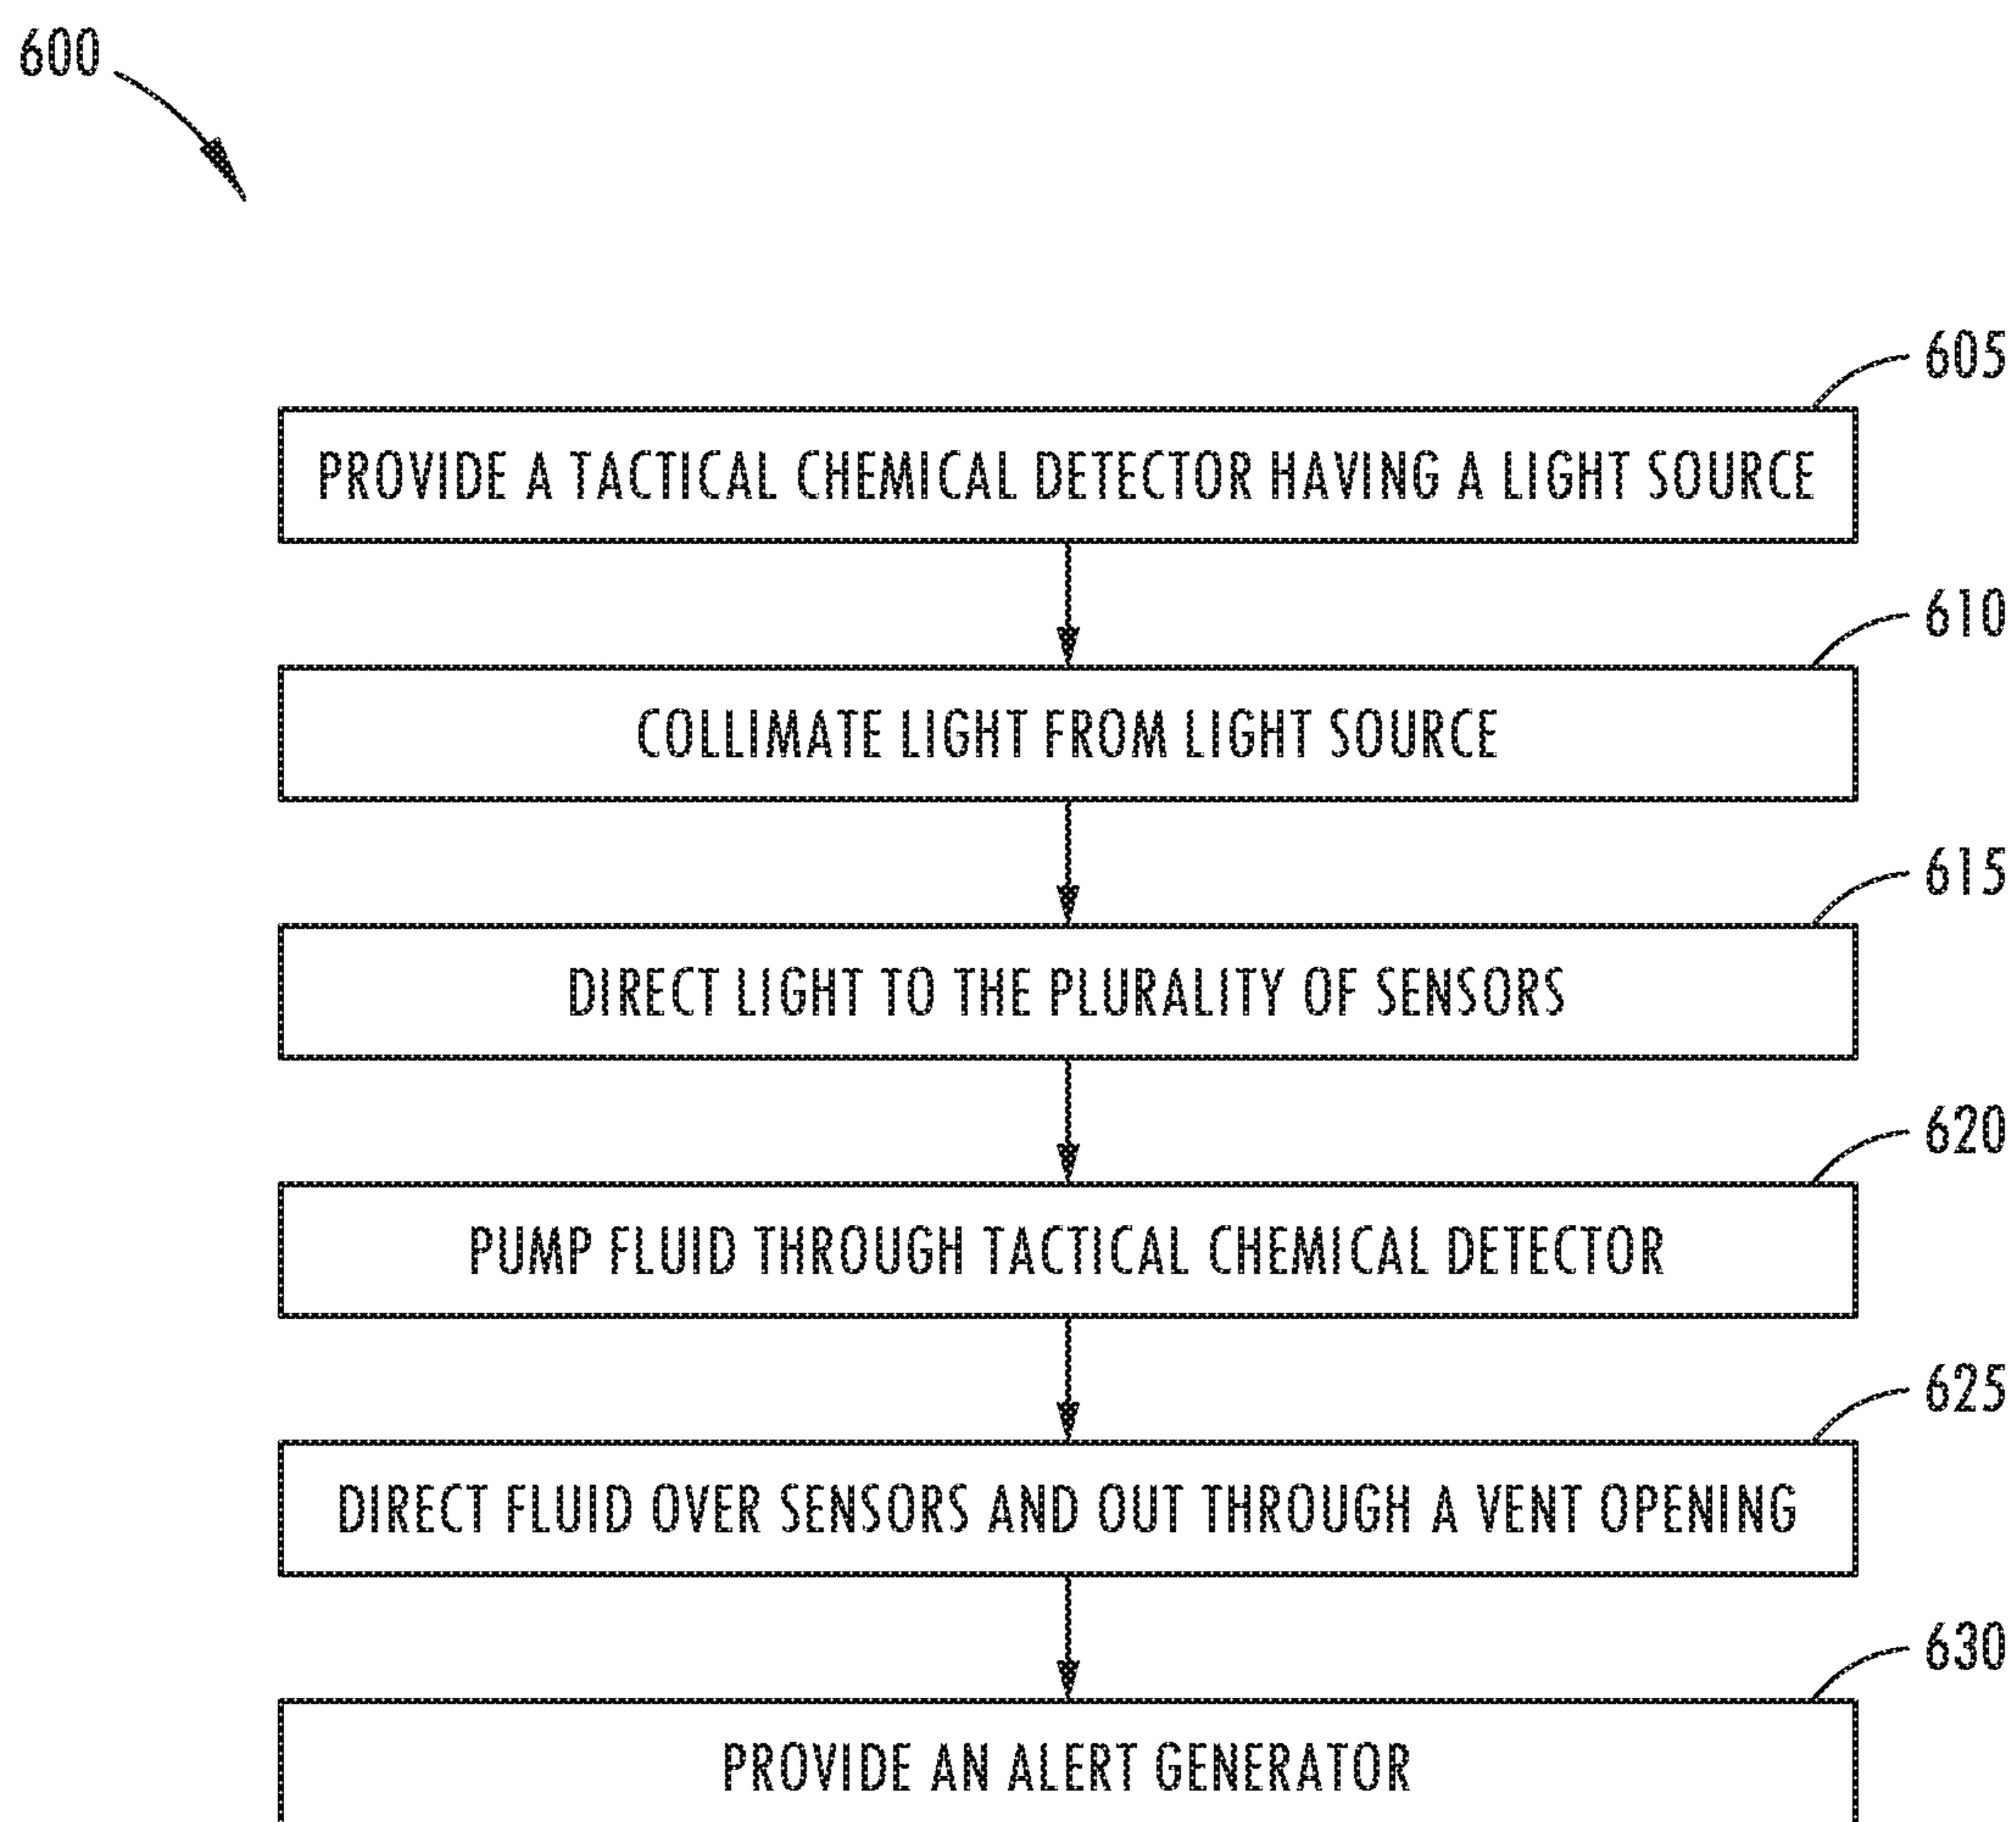 600
605
PROVIDE A TACTICAL CHEMICAL DETECTOR HAVING A LIGHT SOURCE
610
COLLIMATE LIGHT FROM LIGHT SOURCE
615
DIRECT LIGHT TO THE PLURALITY OF SENSORS
620
PUMP FLUID THROUGH TACTICAL CHEMICAL DETECTOR
625
DIRECT FLUID OVER SENSORS AND OUT THROUGH A VENT OPENING
630
PROVIDE AN ALERT GENERATOR